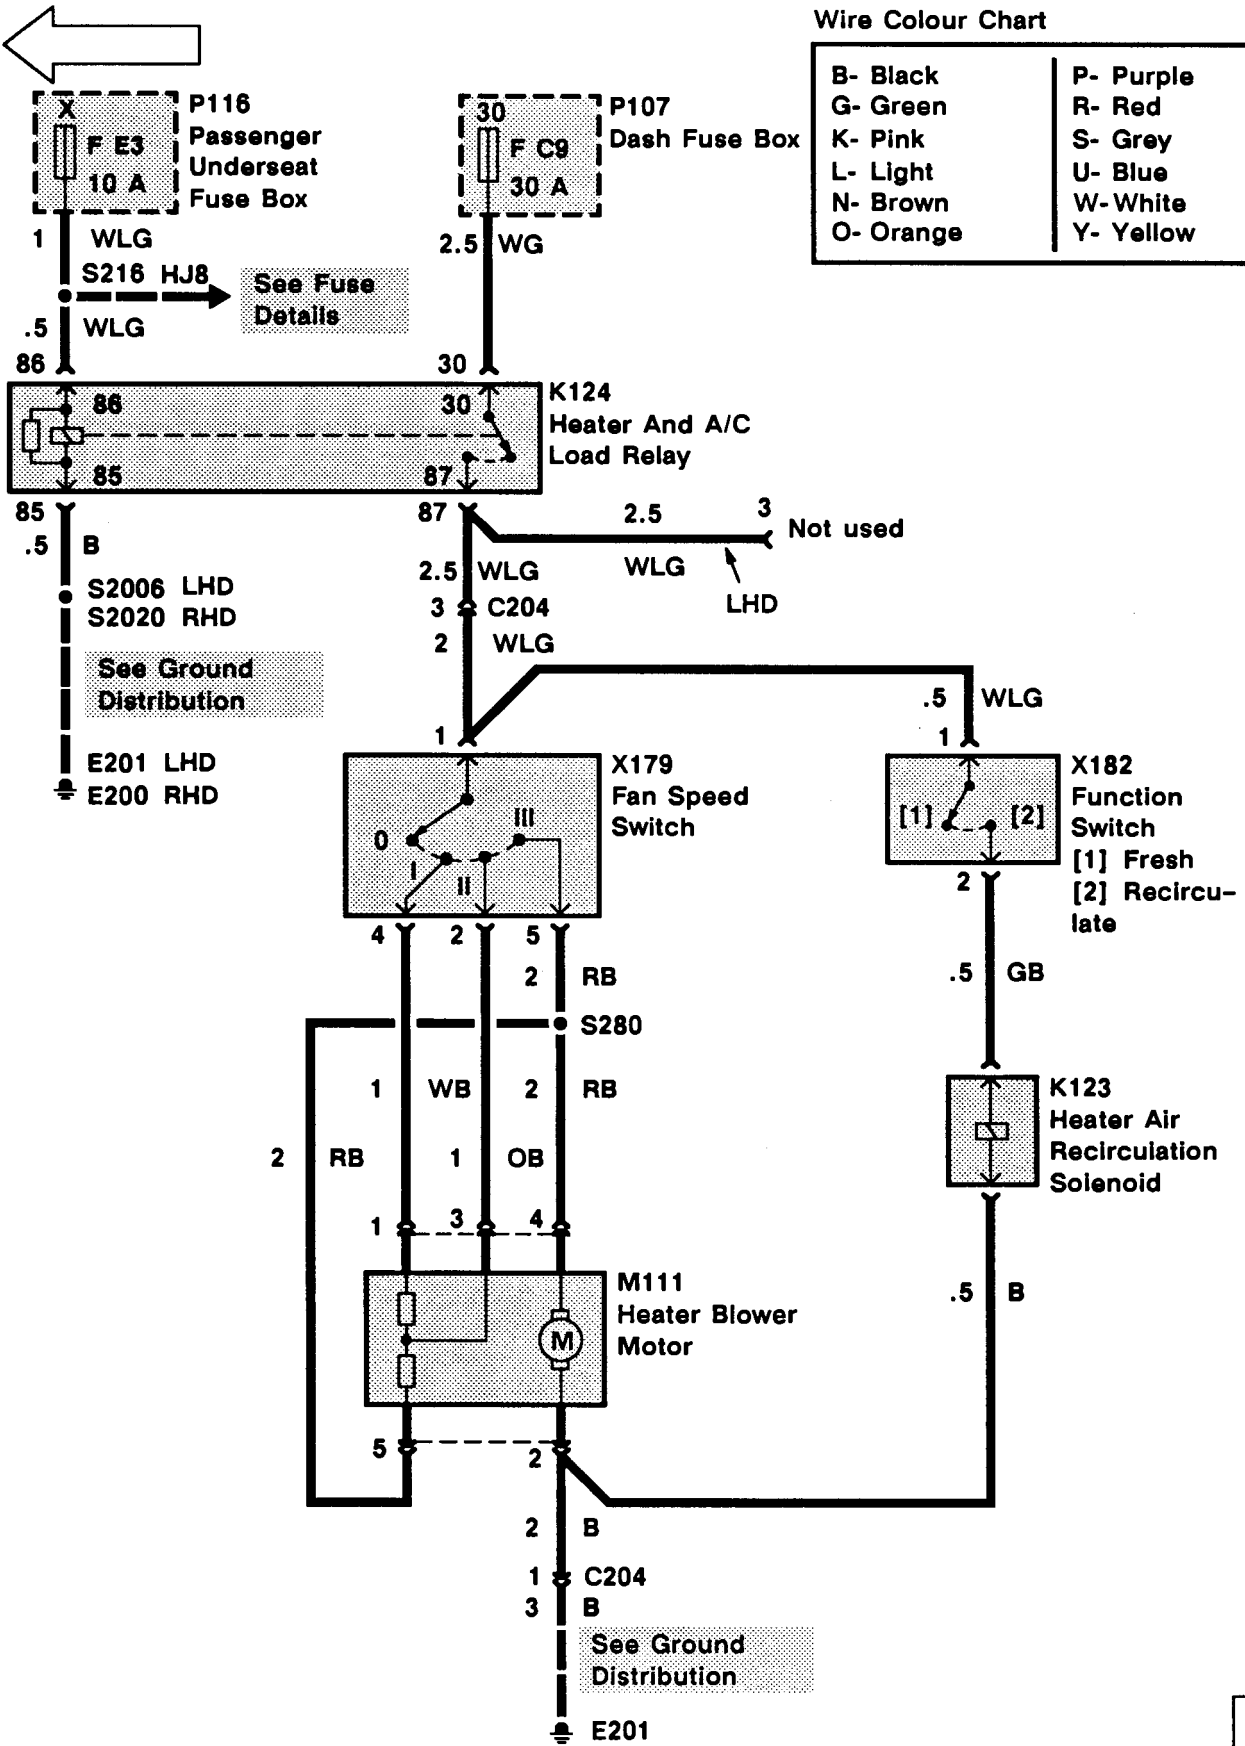 Wire Colour Chart
B- Black
G- Green
K- Pink
L- Light
N- Brown
O- Orange
P- Purple
R- Red
S- Grey
U- Blue
W-White
Y- Yellow
X
F E3
10 A
P116
Passenger
Underseat
Fuse Box
30
F C9
30 A
P107
Dash Fuse Box
1 WLG
2.5 WG
S216 HJ8
See Fuse
Details
.5 WLG
86
30
86
30
K124
Heater And A/C
Load Relay
85
87
85
87
2.5 3
Not used
.5 B
2.5 WLG
WLG
LHD
S2006 LHD
S2020 RHD
3 C204
2 WLG
See Ground
Distribution
.5 WLG
1
1
E201 LHD
E200 RHD
X179
Fan Speed
Switch
0
I
II
III
X182
Function
Switch
[1] Fresh
[2] Recircu-
late
[1]
[2]
4
2
5
2
2 RB
.5 GB
S280
1 WB
2 RB
K123
Heater Air
Recirculation
Solenoid
2 RB
1 OB
1
3
4
M111
Heater Blower
Motor
M
.5 B
5
2
2 B
1 C204
3 B
See Ground
Distribution
E201